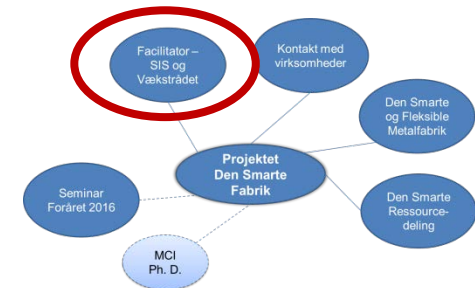 Facilitator –
SIS og
Vækstrådet
Kontakt med
virksomheder
Den Smarte
og Fleksible
Metalfabrik
Projektet
Den Smarte
Fabrik
Seminar
Foråret 2016
Den Smarte
Ressource-
deling
MCI
Ph. D.